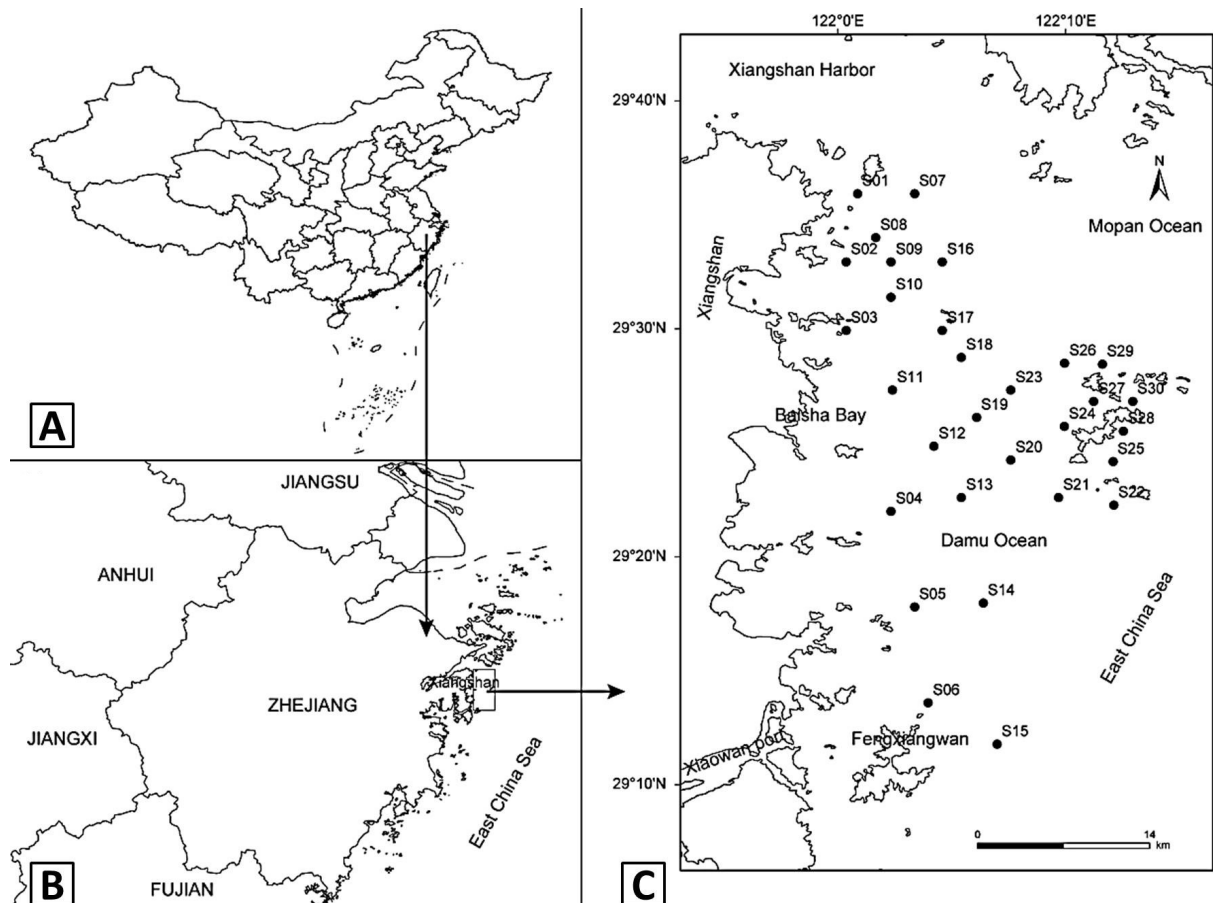 A
JIANGSU
ANHUI
ZHEJIANG
Xiangshan
JIANGXI
East China Sea
FUJIAN
B
122°0'E
122°10'E
Xiangshan Harbor
29°40'N
N
S01
S07
Mopan Ocean
S08
S02
S09
S16
Xiangshan
S10
S03
S17
29°30'N
S18
S26
S29
S11
S23
S27
S30
Baisha Bay
S19
S24
S28
S12
S20
S25
S04
S13
S21
S22
Damu Ocean
29°20'N
S05
S14
East China Sea
S06
S15
Fengxiangwan
Xiaowan port
29°10'N
0
14
km
C